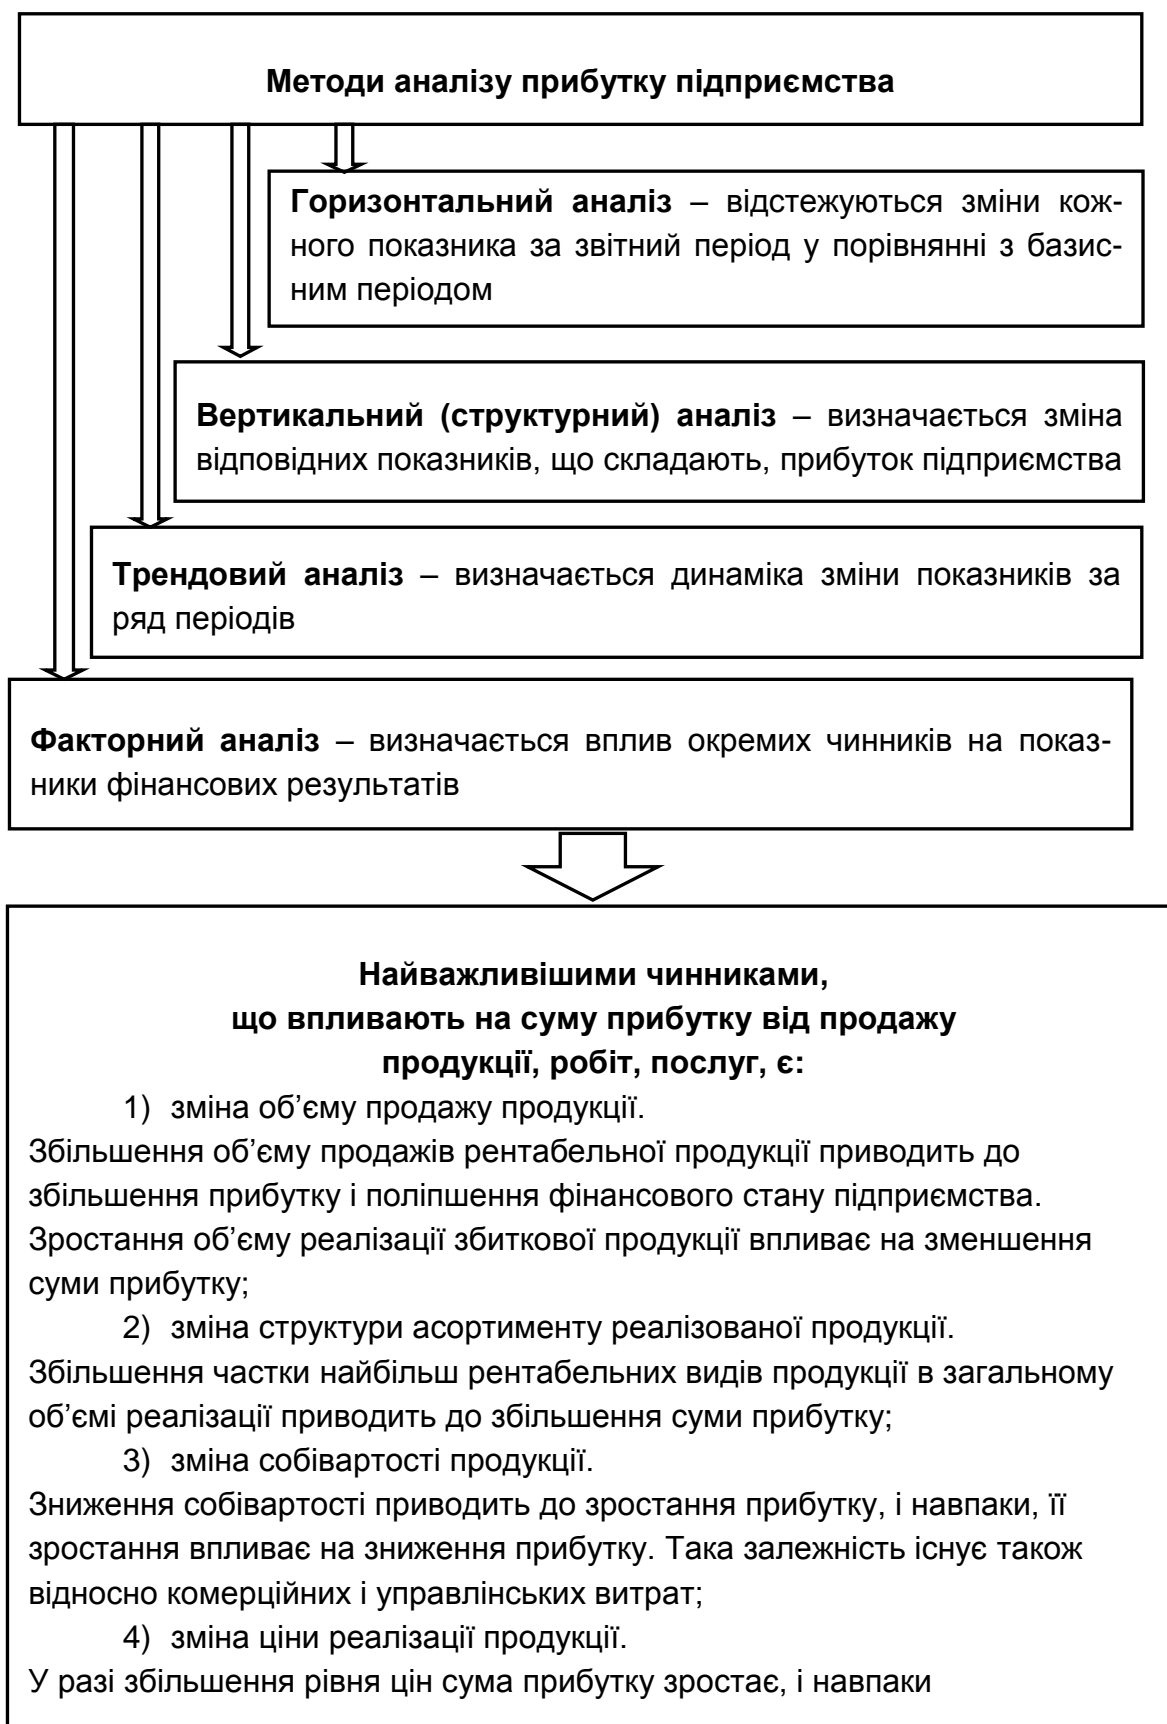 Методи аналізу прибутку підприємства
Горизонтальний аналіз – відстежуються зміни кож-
ного показника за звітний період у порівнянні з базис-
ним періодом
Вертикальний (структурний) аналіз – визначається зміна
відповідних показників, що складають, прибуток підприємства
Трендовий аналіз – визначається динаміка зміни показників за
ряд періодів
Факторний аналіз – визначається вплив окремих чинників на показ-
ники фінансових результатів
Найважливішими чинниками,
що впливають на суму прибутку від продажу
продукції, робіт, послуг, є:
1) зміна об’єму продажу продукції.
Збільшення об’єму продажів рентабельної продукції приводить до
збільшення прибутку і поліпшення фінансового стану підприємства.
Зростання об’єму реалізації збиткової продукції впливає на зменшення
суми прибутку;
2) зміна структури асортименту реалізованої продукції.
Збільшення частки найбільш рентабельних видів продукції в загальному
об’ємі реалізації приводить до збільшення суми прибутку;
3) зміна собівартості продукції.
Зниження собівартості приводить до зростання прибутку, і навпаки, її
зростання впливає на зниження прибутку. Така залежність існує також
відносно комерційних і управлінських витрат;
4) зміна ціни реалізації продукції.
У разі збільшення рівня цін сума прибутку зростає, і навпаки